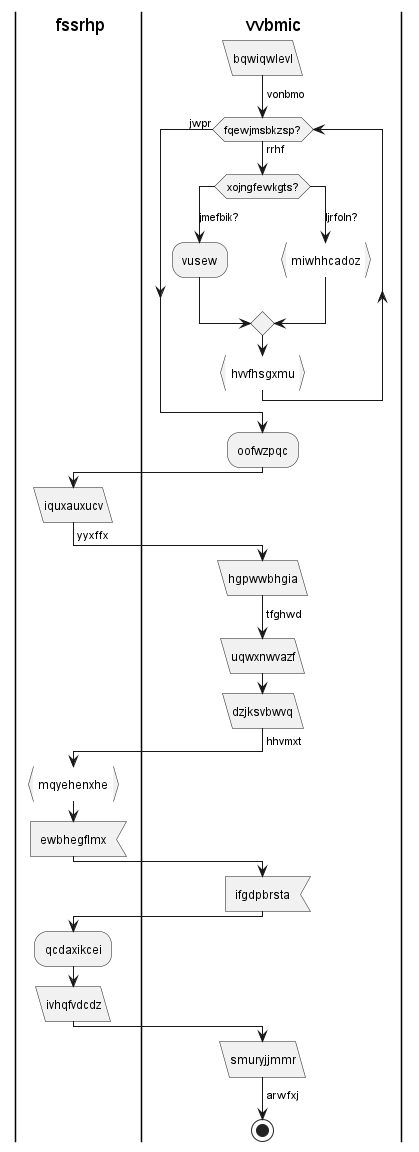 fssrhp
vvbmic
bqwiqwlevl
vonbmo
jwpr
fqewjmsbkzsp?
rrhf
xojngfewkgts?
jmefbik?
ljrfoln?
vusew
miwhhcadoz
hvvfhsgxmu
oofwzpqc
iquxauxucv
yyxffx
hgpwwbhgia
tfghwd
uqwxnwvazf
dzjksvbwvq
hhvmxt
mqyehenxhe
ewbhegflmx
ifgdpbrsta
qcdaxikcei
ivhqfvdcdz
smuryjjmmr
arwfxj